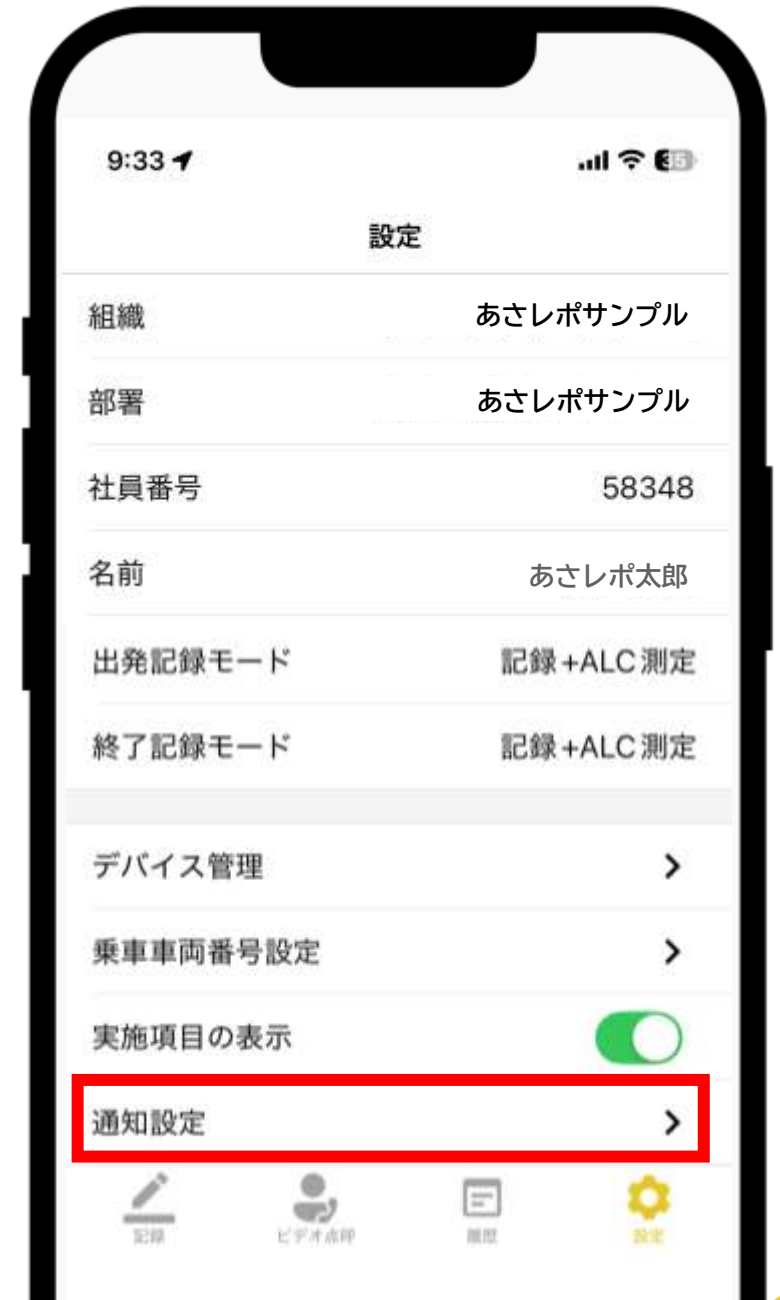 9:33
35
設定
組織 あさレポサンプル
部署 あさレポサンプル
社員番号 58348
名前 あさレポ太郎
出発記録モード 記録+ALC測定
終了記録モード 記録+ALC測定
デバイス管理
乗車車両番号設定
実施項目の表示
通知設定
記録 ビデオ点呼 履歴 設定